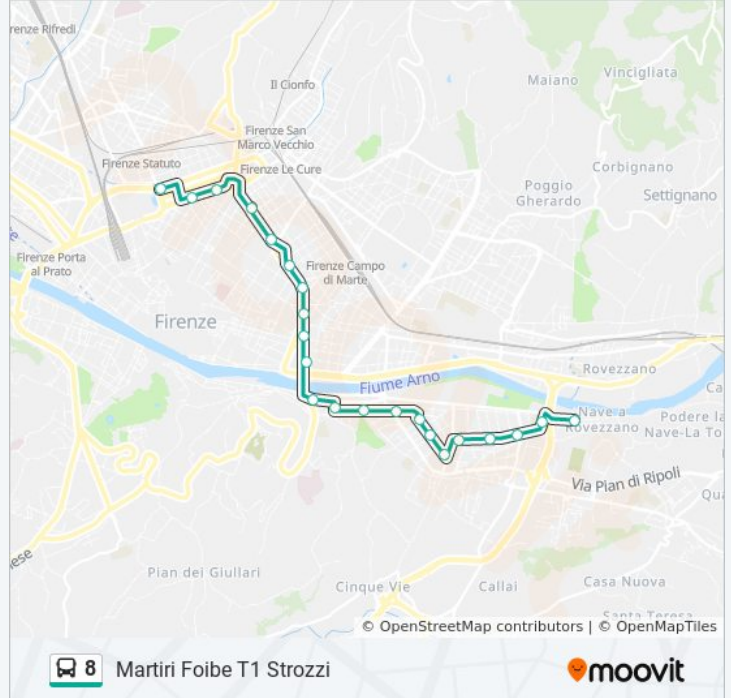 renze Rifredi
Il Cionfo
Maiano
Vincigliata
Firenze San
Marco Vecchio
Firenze Statuto
Firenze Le Cure
Corbignano
Poggio
Gherardo
Settignano
Firenze Porta
al Prato
Firenze Campo
di Marte
Firenze
Fiume Arno
Rovezzano
Ca
Nave a
Rovezzano
Podere la
Nave-La To
Via Pian di Ripoli
Qua
ese
Pian dei Giullari
Cinque Vie
Callai
Casa Nuova
Santa Teresa
© OpenStreetMap contributors | © OpenMapTiles
8 Martiri Foibe T1 Strozzi
moovit